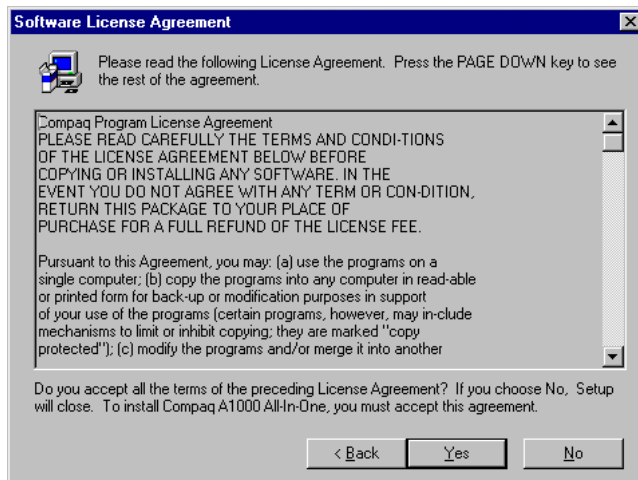 Software License Agreement
Please read the following License Agreement. Press the PAGE DOWN key to see
the rest of the agreement.
Compaq Program License Agreement
PLEASE READ CAREFULLY THE TERMS AND CONDI-TIONS
OF THE LICENSE AGREEMENT BELOW BEFORE
COPYING OR INSTALLING ANY SOFTWARE. IN THE
EVENT YOU DO NOT AGREE WITH ANY TERM OR CON-DITION,
RETURN THIS PACKAGE TO YOUR PLACE OF
PURCHASE FOR A FULL REFUND OF THE LICENSE FEE.
Pursuant to this Agreement, you may: (a) use the programs on a
single computer; (b) copy the programs into any computer in read-able
or printed form for back-up or modification purposes in support
of your use of the programs (certain programs, however, may in-clude
mechanisms to limit or inhibit copying; they are marked "copy
protected"); (c) modify the programs and/or merge it into another
Do you accept all the terms of the preceding License Agreement? If you choose No, Setup
will close. To install Compaq A1000 All-In-One, you must accept this agreement.
< Back
Yes
No